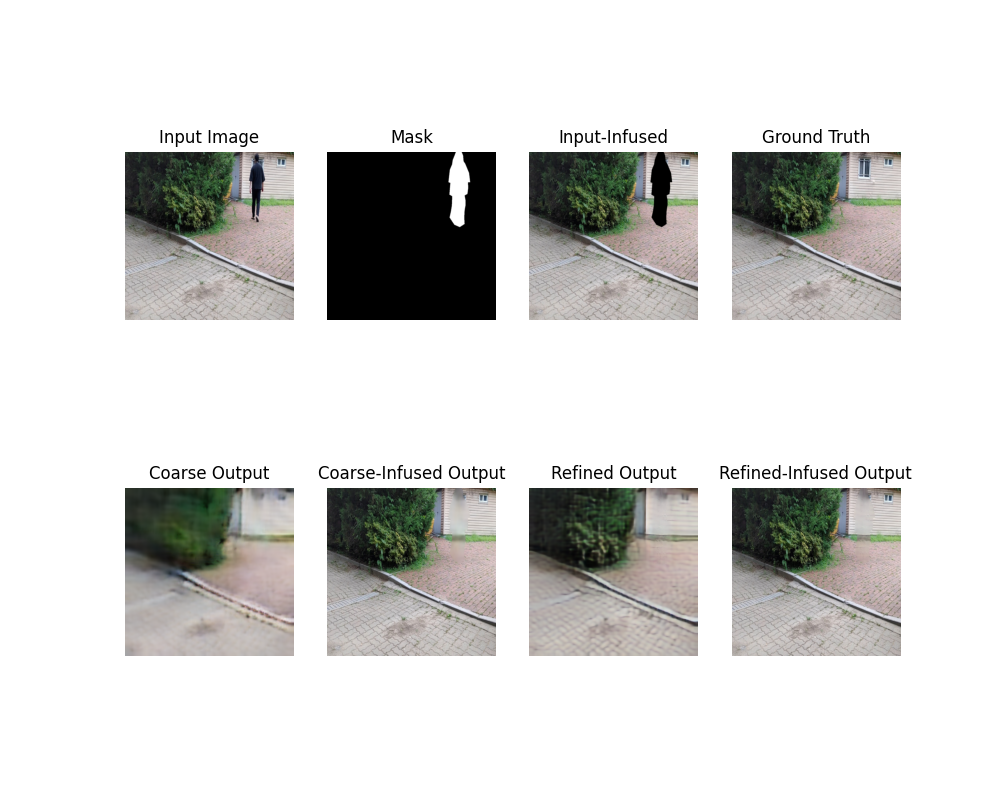 Input Image
Mask
Input-Infused
Ground Truth
Coarse Output
Coarse-Infused Output
Refined Output
Refined-Infused Output